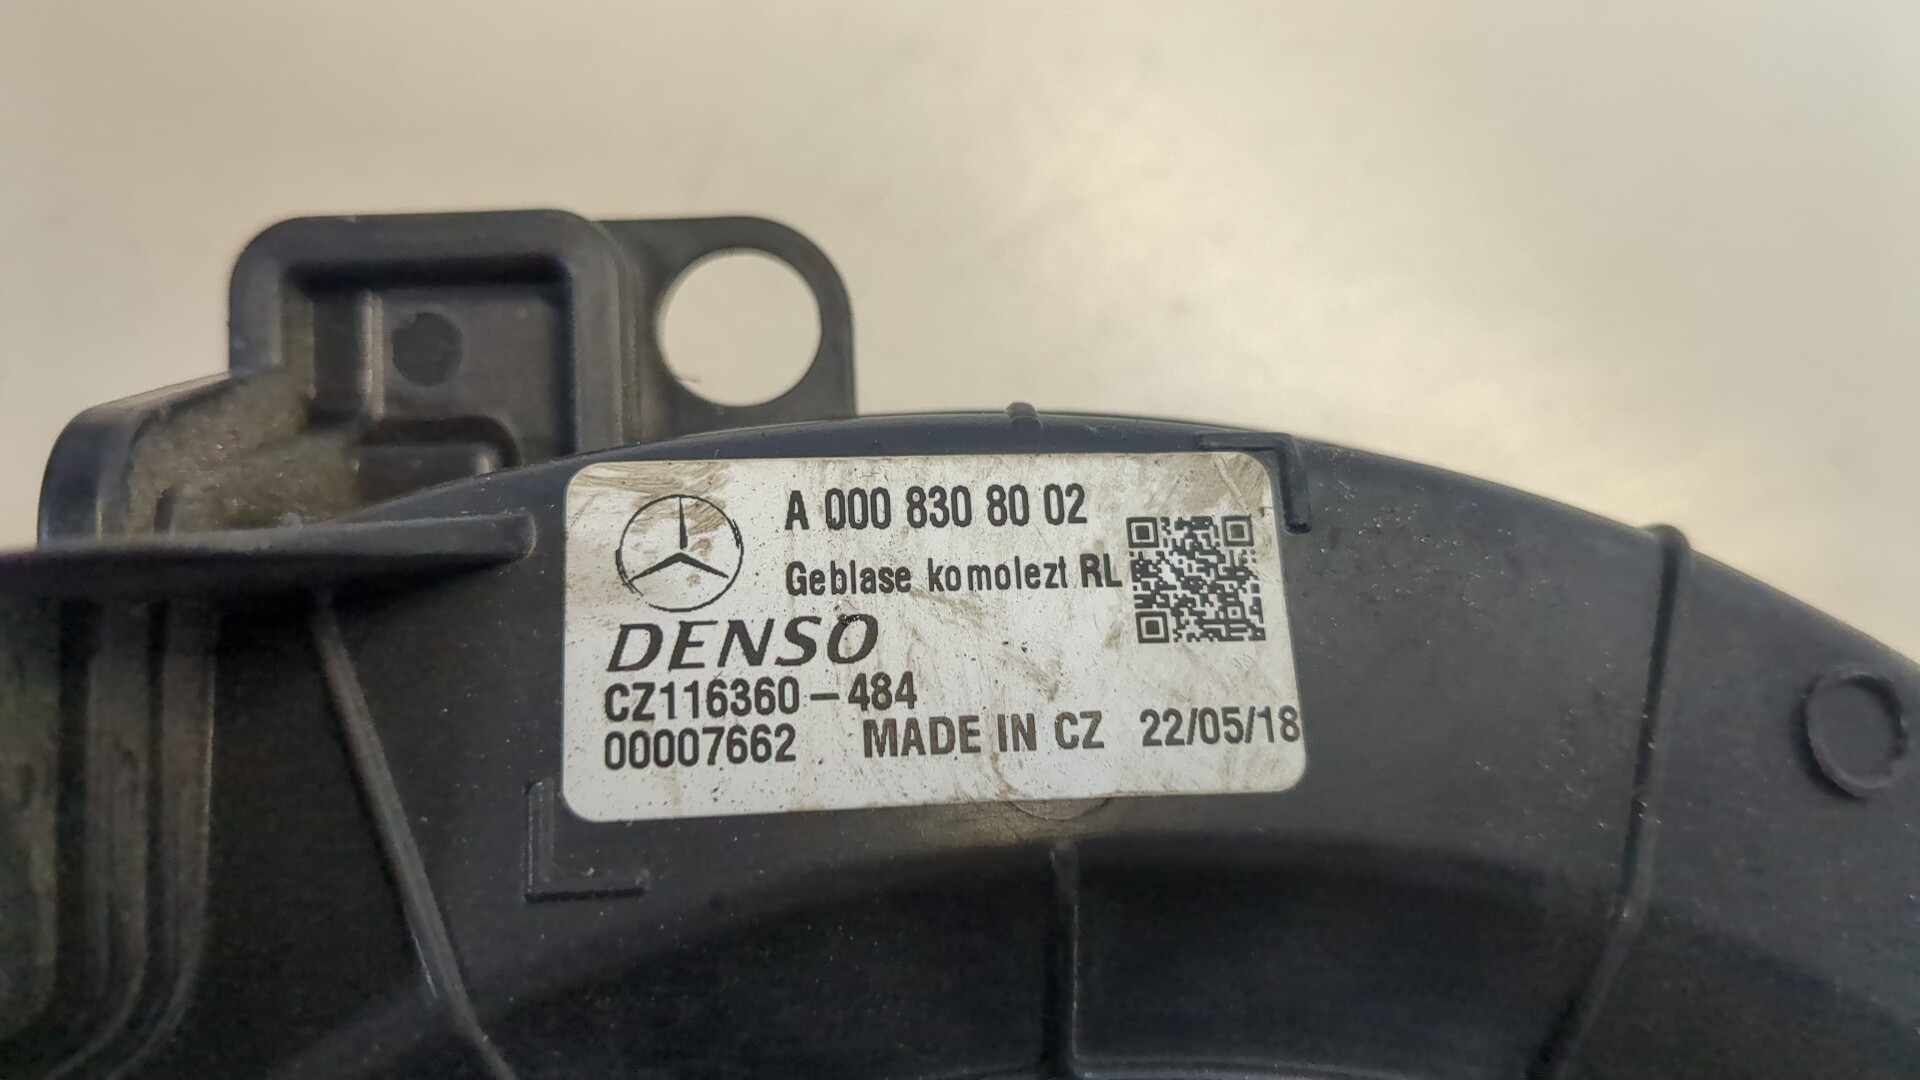 A 000 830 80 02
Geblase komolezt RL
DENSO
CZ116360-484
00007662 MADE IN CZ 22/05/18